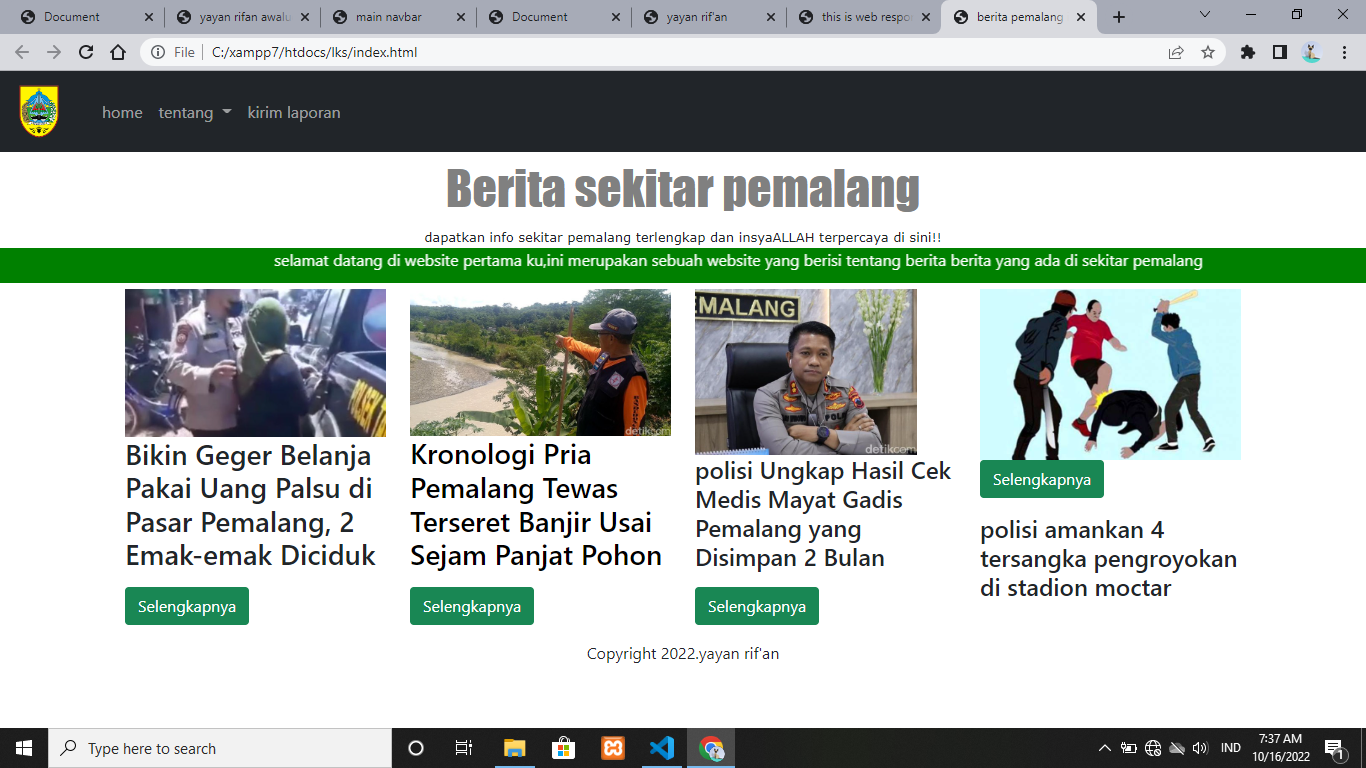 Document
yayan rifan awalu
main navbar
Document
yayan rif'an
this is web respo
berita pemalang
File
C:/xampp7/htdocs/lks/index.html
home
tentang
kirim laporan
Berita sekitar pemalang
dapatkan info sekitar pemalang terlengkap dan insyaALLAH terpercaya di sini!!
selamat datang di website pertama ku,ini merupakan sebuah website yang berisi tentang berita berita yang ada di sekitar pemalang
Bikin Geger Belanja
Pakai Uang Palsu di
Pasar Pemalang, 2
Emak-emak Diciduk
Selengkapnya
detikcom
Kronologi Pria
Pemalang Tewas
Terseret Banjir Usai
Sejam Panjat Pohon
Selengkapnya
EMALANG
detikcom
polisi Ungkap Hasil Cek
Medis Mayat Gadis
Pemalang yang
Disimpan 2 Bulan
Selengkapnya
Selengkapnya
polisi amankan 4
tersangka pengroyokan
di stadion moctar
Copyright 2022.yayan rif'an
Type here to search
IND
7:37 AM
10/16/2022
1